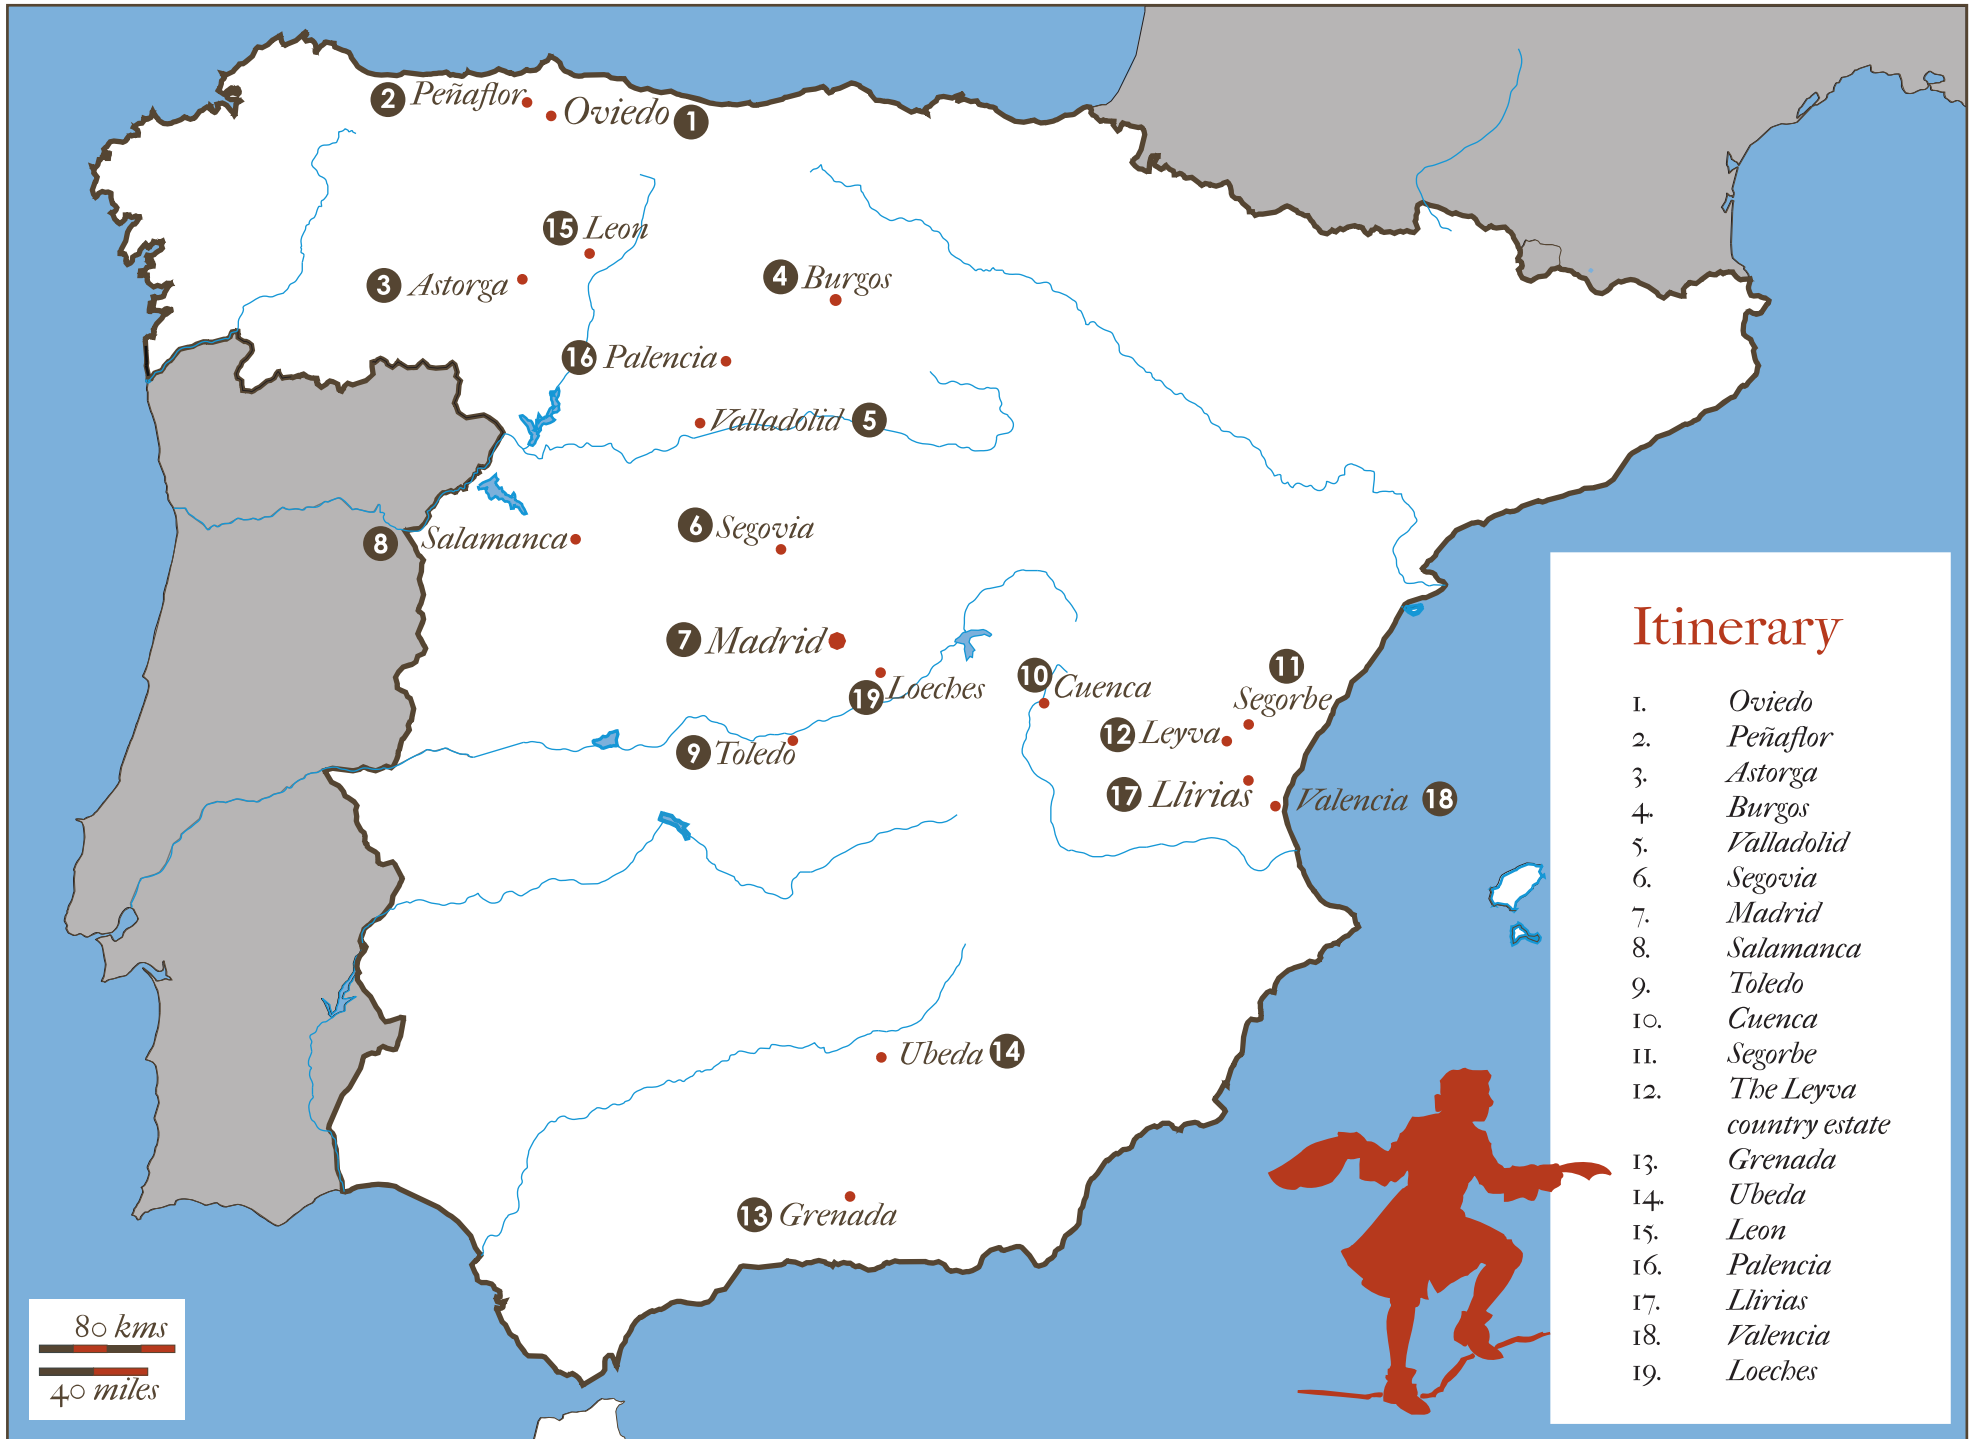 2 Peñaflor
Oviedo 1
15 Leon
3 Astorga
4 Burgos
16 Palencia
Valladolid 5
6 Segovia
8 Salamanca
7 Madrid
19 Loeches
10 Cuenca
11
Segorbe
12 Leyva
9 Toledo
17 Llirias
Valencia 18
Ubeda 14
13 Grenada
80 kms
40 miles
Itinerary
1. Oviedo
2. Peñaflor
3. Astorga
4. Burgos
5. Valladolid
6. Segovia
7. Madrid
8. Salamanca
9. Toledo
10. Cuenca
11. Segorbe
12. The Leyva
country estate
13. Grenada
14. Ubeda
15. Leon
16. Palencia
17. Llirias
18. Valencia
19. Loeches